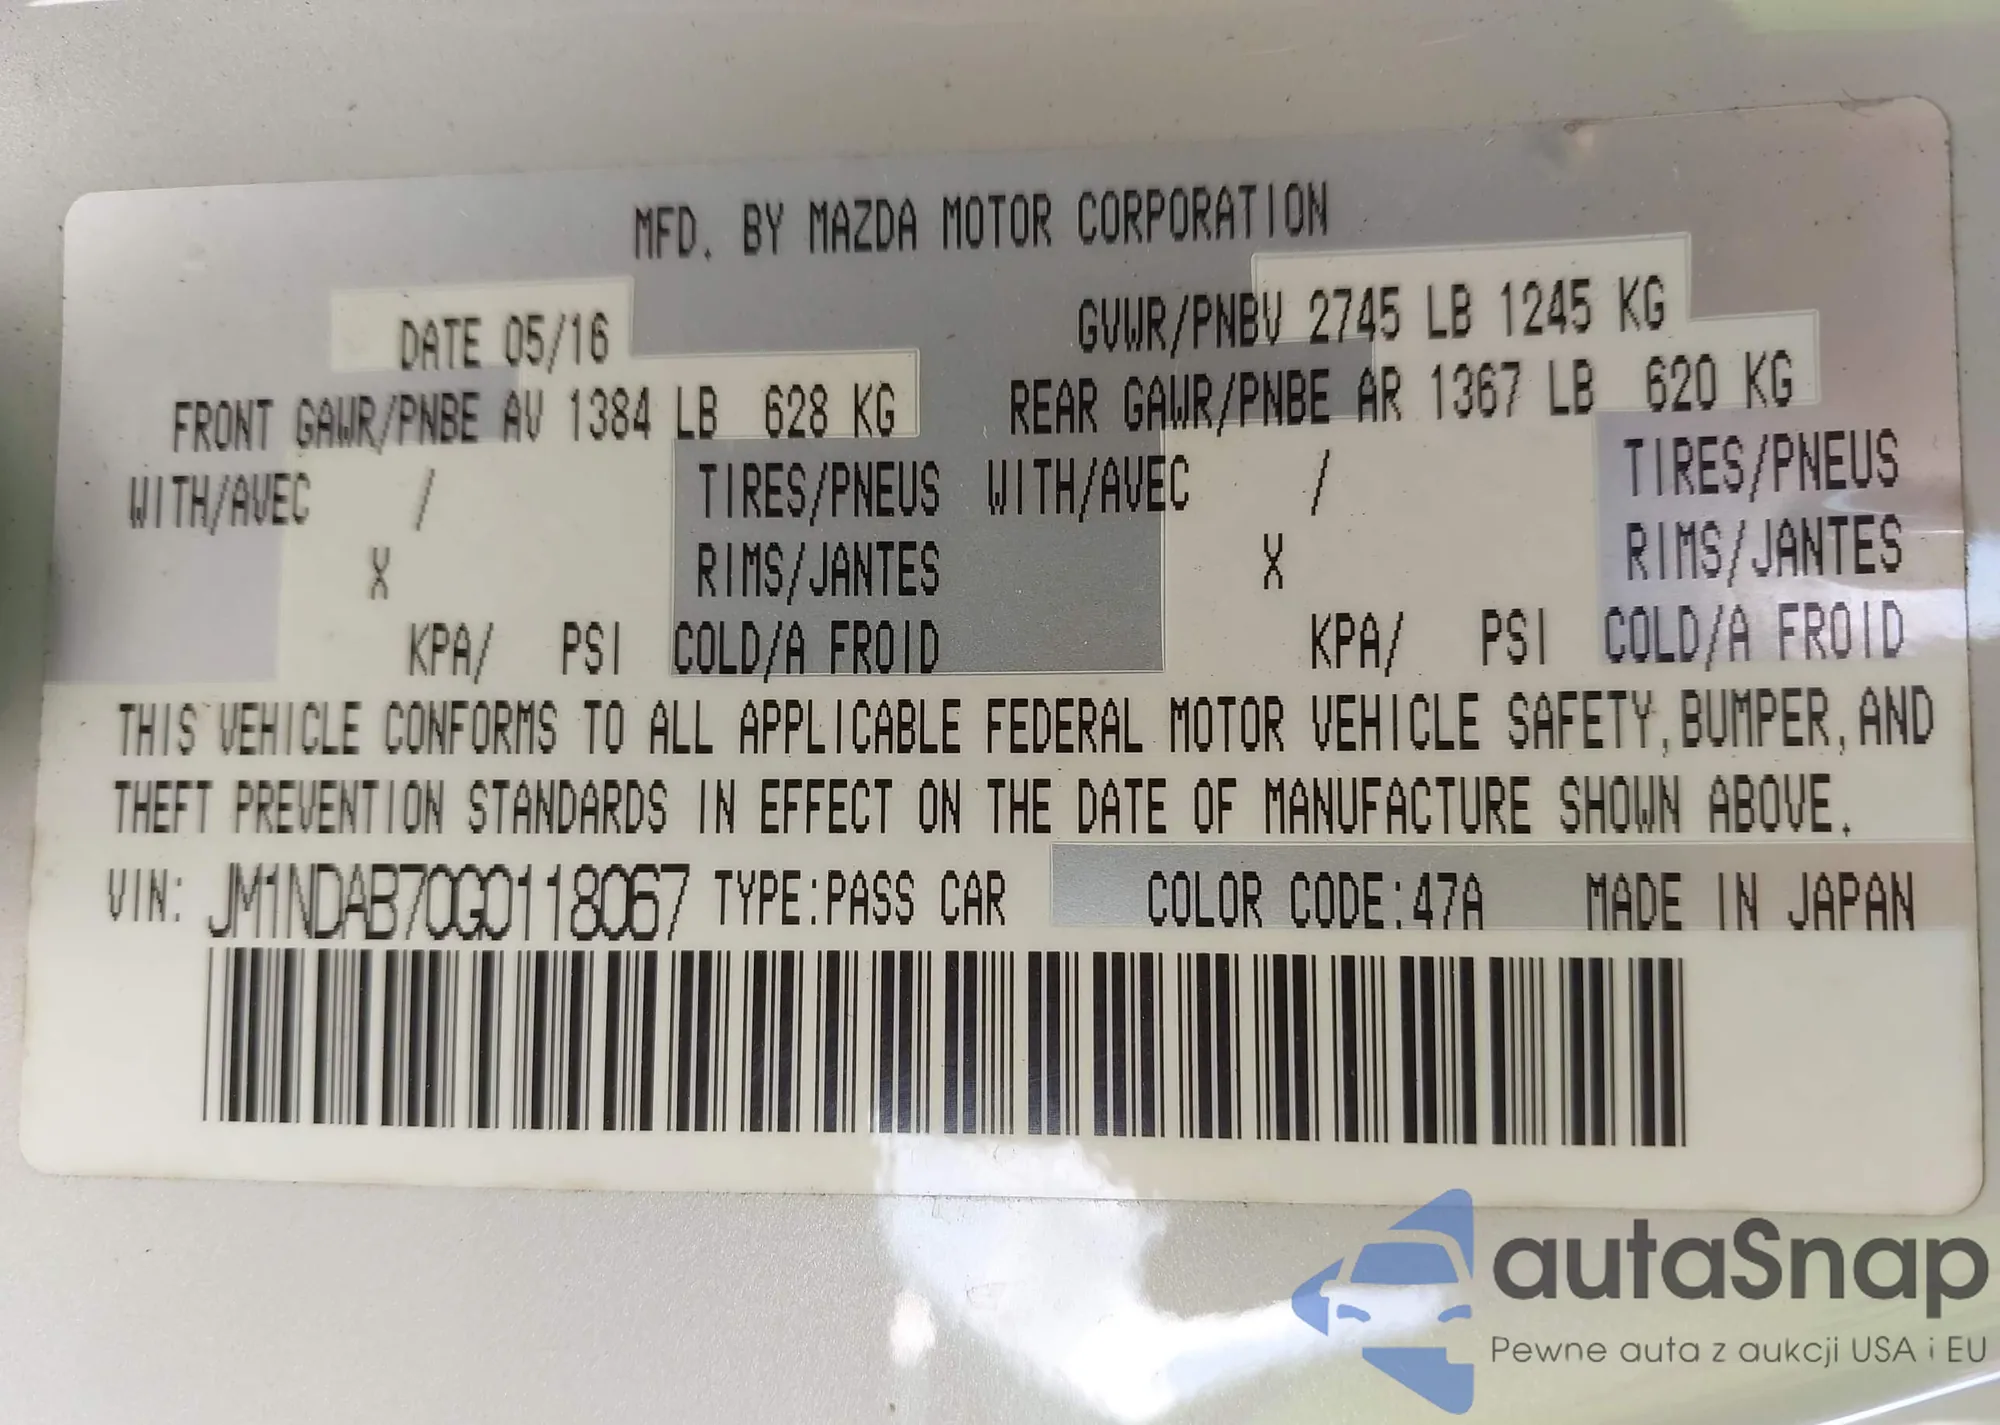 MFD. BY MAZDA MOTOR CORPORATION
DATE 05/16 GVWR/PNBV 2745 LB 1245 KG
FRONT GAWR/PNBE AV 1384 LB 628 KG REAR GAWR/PNBE AR 1367 LB 620 KG
WITH/AVEC / TIRES/PNEUS WITH/AVEC / TIRES/PNEUS
X RIMS/JANTES X RIMS/JANTES
KPA/ PSI COLD/A FROID KPA/ PSI COLD/A FROID
THIS VEHICLE CONFORMS TO ALL APPLICABLE FEDERAL MOTOR VEHICLE SAFETY, BUMPER, AND
THEFT PREVENTION STANDARDS IN EFFECT ON THE DATE OF MANUFACTURE SHOWN ABOVE.
VIN: JM1NDAB70G0118067 TYPE:PASS CAR COLOR CODE:47A MADE IN JAPAN
autaSnap
Pewne auta z aukcji USA i EU